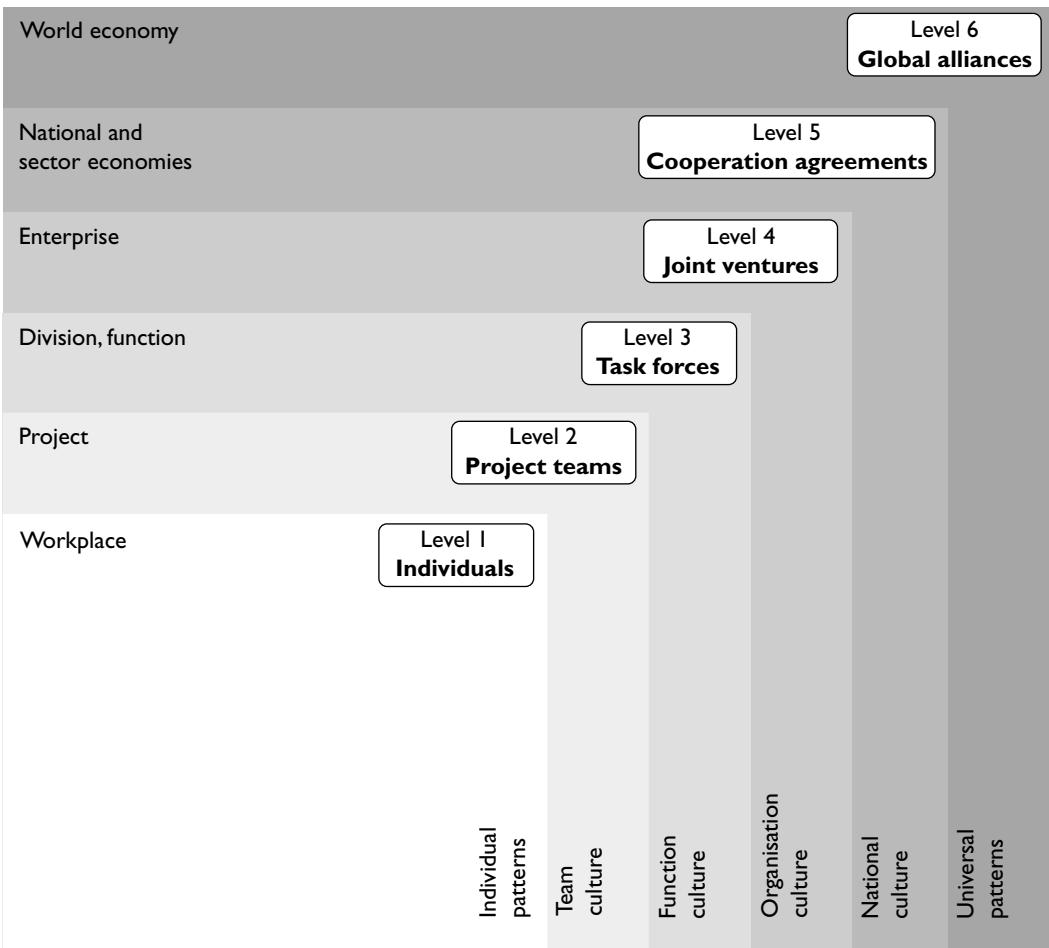 World economy
Level 6
Global alliances
National and
sector economies
Level 5
Cooperation agreements
Enterprise
Level 4
Joint ventures
Division, function
Level 3
Task forces
Project
Level 2
Project teams
Workplace
Level 1
Individuals
Individual
patterns
Team
culture
Function
culture
Organisation
culture
National
culture
Universal
patterns